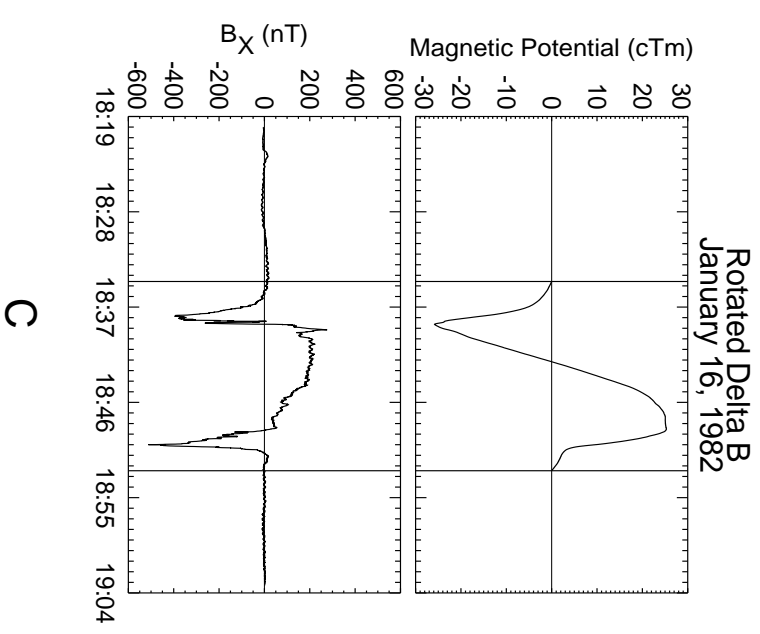 Rotated Delta B
January 16, 1982
Magnetic Potential (cTm)
-30 -20 -10 0 10 20 30
B_X (nT)
-600 -400 -200 0 200 400 600
18:19 18:28 18:37 18:46 18:55 19:04
C